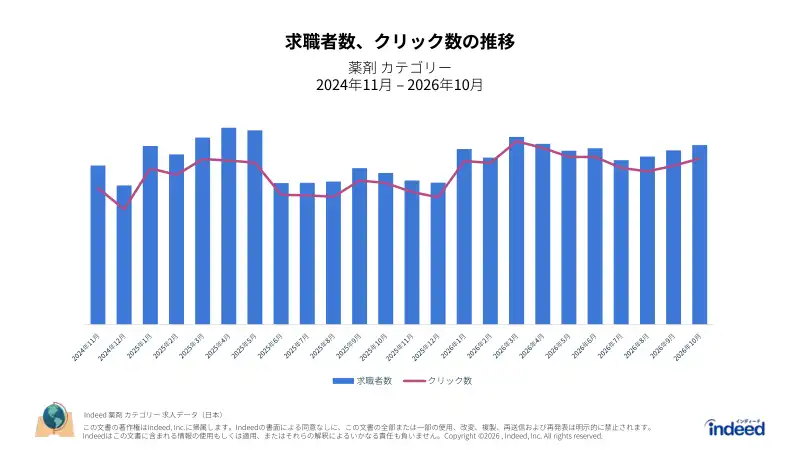 求職者数、クリック数の推移
薬剤 カテゴリー
2024年11月 – 2026年10月
2024年11月
2024年12月
2025年1月
2025年2月
2025年3月
2025年4月
2025年5月
2025年6月
2025年7月
2025年8月
2025年9月
2025年10月
2025年11月
2025年12月
2026年1月
2026年2月
2026年3月
2026年4月
2026年5月
2026年6月
2026年7月
2026年8月
2026年9月
2026年10月
求職者数 クリック数
Indeed 薬剤 カテゴリー 求人データ（日本）
この文書の著作権はIndeed, Inc.に帰属します。Indeedの書面による同意なしに、この文書の全部または一部の使用、改変、複製、再送信および再発表は明示的に禁止されます。
Indeedはこの文書に含まれる情報の使用もしくは適用、またはそれらの解釈によるいかなる責任も負いません。Copyright ©2026 , Indeed, Inc. All rights reserved.
インディード
indeed